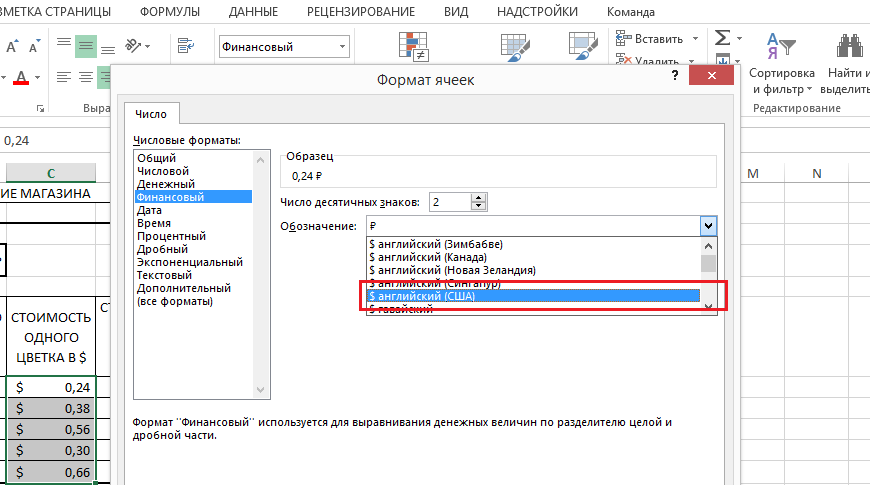 ЗМЕТКА СТРАНИЦЫ ФОРМУЛЫ ДАННЫЕ РЕЦЕНЗИРОВАНИЕ ВИД НАДСТРОЙКИ Команда
Финансовый
Вставить
Удалить
Сортировка
и фильтр
Найти и
выделить
Выра
Редактирование
Формат ячеек
?
Число
0,24
C
M N
ИЕ МАГАЗИНА
СТОИМОСТЬ
ОДНОГО
ЦВЕТКА В $
$ 0,24
$ 0,38
$ 0,56
$ 0,30
$ 0,66
Числовые форматы:
Общий
Числовой
Денежный
Финансовый
Дата
Время
Процентный
Дробный
Экспоненциальный
Текстовый
Дополнительный
(все форматы)
Образец
0,24 ₽
Число десятичных знаков: 2
Обозначение: ₽
$ английский (Зимбабве)
$ английский (Канада)
$ английский (Новая Зеландия)
$ английский (Сингапур)
$ английский (США)
$ гавайский
Формат "Финансовый" используется для выравнивания денежных величин по разделителю целой и
дробной части.